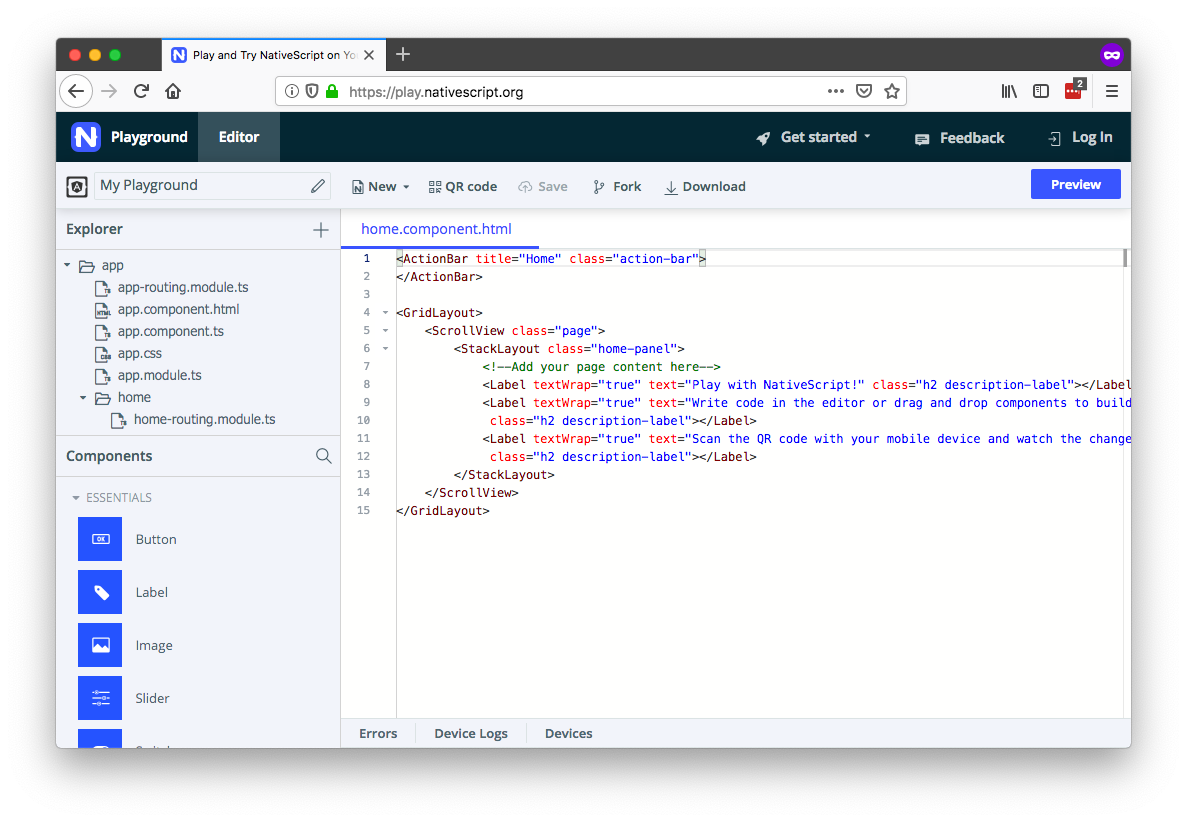 Play and Try NativeScript on Yo
https://play.nativescript.org
2
N Playground Editor Get started Feedback Log In
My Playground New QR code Save Fork Download Preview
Explorer
home.component.html
app
app-routing.module.ts
app.component.html
app.component.ts
app.css
app.module.ts
home
home-routing.module.ts
Components
ESSENTIALS
OK Button
Label
Image
Slider
1 <ActionBar title="Home" class="action-bar">
2 </ActionBar>
3
4 <GridLayout>
5 <ScrollView class="page">
6 <StackLayout class="home-panel">
7 <!--Add your page content here-->
8 <Label textWrap="true" text="Play with NativeScript!" class="h2 description-label"></Label
9 <Label textWrap="true" text="Write code in the editor or drag and drop components to build
10 class="h2 description-label"></Label>
11 <Label textWrap="true" text="Scan the QR code with your mobile device and watch the change
12 class="h2 description-label"></Label>
13 </StackLayout>
14 </ScrollView>
15 </GridLayout>
Errors Device Logs Devices